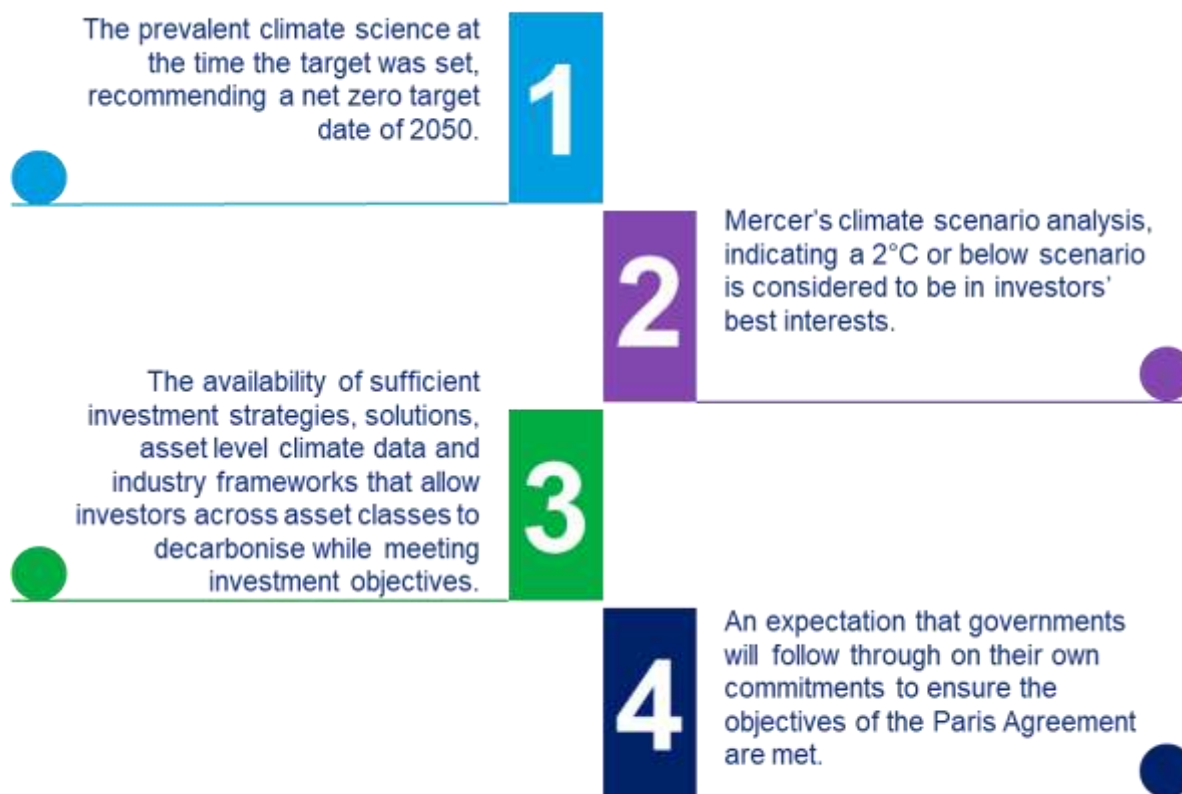 The prevalent climate science at
the time the target was set,
recommending a net zero target
date of 2050.
1
2
Mercer's climate scenario analysis,
indicating a 2°C or below scenario
is considered to be in investors'
best interests.
The availability of sufficient
investment strategies, solutions,
asset level climate data and
industry frameworks that allow
investors across asset classes to
decarbonise while meeting
investment objectives.
3
4
An expectation that governments
will follow through on their own
commitments to ensure the
objectives of the Paris Agreement
are met.